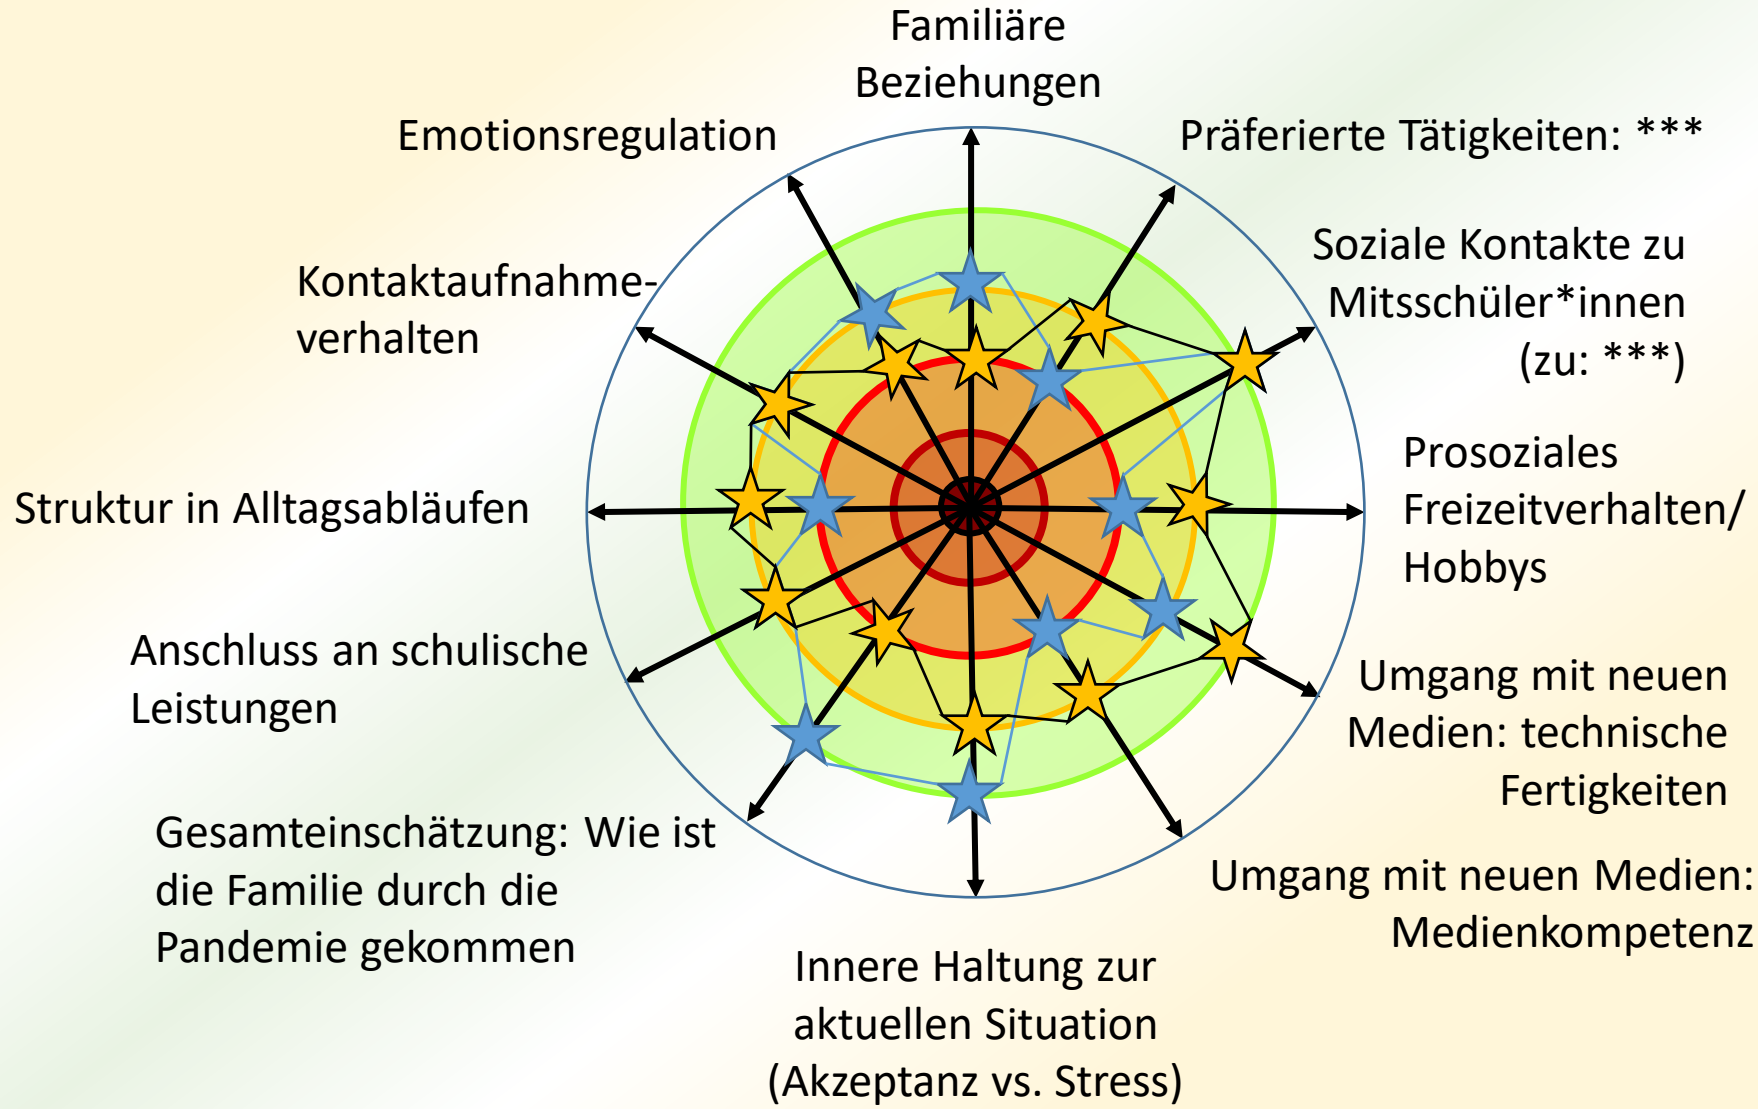 Familiäre
Beziehungen
Präferierte Tätigkeiten: ***
Soziale Kontakte zu
Mitsschüler*innen
(zu: ***)
Prosoziales
Freizeitverhalten/
Hobbys
Umgang mit neuen
Medien: technische
Fertigkeiten
Umgang mit neuen Medien:
Medienkompetenz
Innere Haltung zur
aktuellen Situation
(Akzeptanz vs. Stress)
Gesamteinschätzung: Wie ist
die Familie durch die
Pandemie gekommen
Anschluss an schulische
Leistungen
Struktur in Alltagsabläufen
Kontaktaufnahme-
verhalten
Emotionsregulation